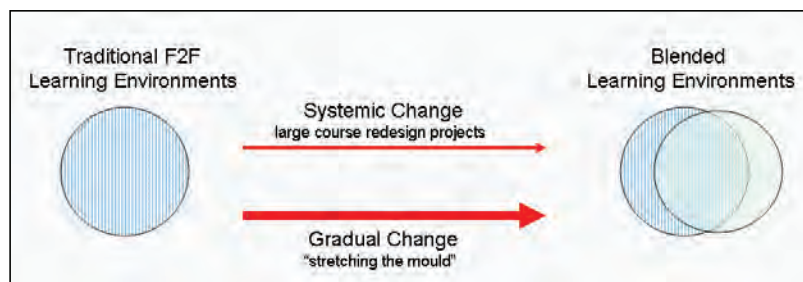 Traditional F2F
Learning Environments
Systemic Change
large course redesign projects
Gradual Change
"stretching the mould"
Blended
Learning Environments